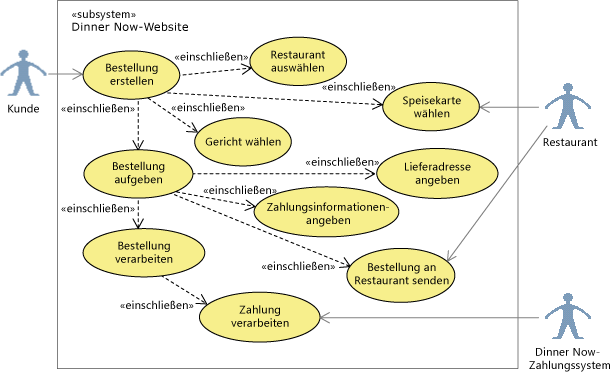 «subsystem»
Dinner Now-Website
Kunde
Bestellung
erstellen
«einschließen»
Restaurant
auswählen
«einschließen»
«einschließen»
«einschließen»
Speisekarte
wählen
Restaurant
Gericht wählen
Bestellung
aufgeben
«einschließen»
Lieferadresse
angeben
«einschließen»
«einschließen»
Zahlungsinformationen-
angeben
Bestellung
verarbeiten
«einschließen»
Bestellung an
Restaurant senden
«einschließen»
Zahlung
verarbeiten
Dinner Now-
Zahlungssystem